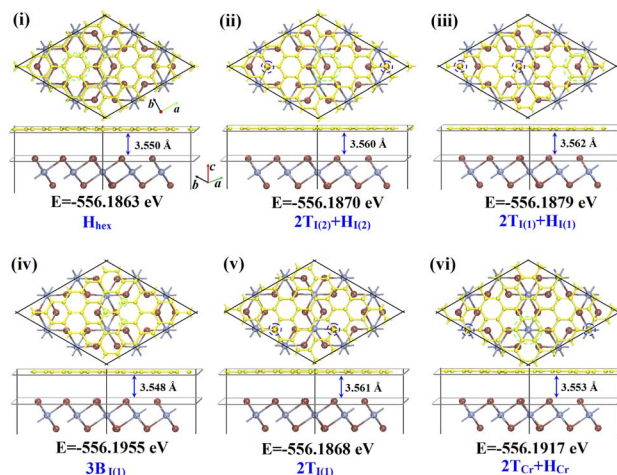 (i) (ii) (iii)
b a
3.550 Å 3.560 Å 3.562 Å
c
b a
E=-556.1863 eV E=-556.1870 eV E=-556.1879 eV
Hhex 2TI(2)+HI(2) 2TI(1)+HI(1)
(iv) (v) (vi)
3.548 Å 3.561 Å 3.553 Å
E=-556.1955 eV E=-556.1868 eV E=-556.1917 eV
3BI(1) 2TI(1) 2TCr+HCr